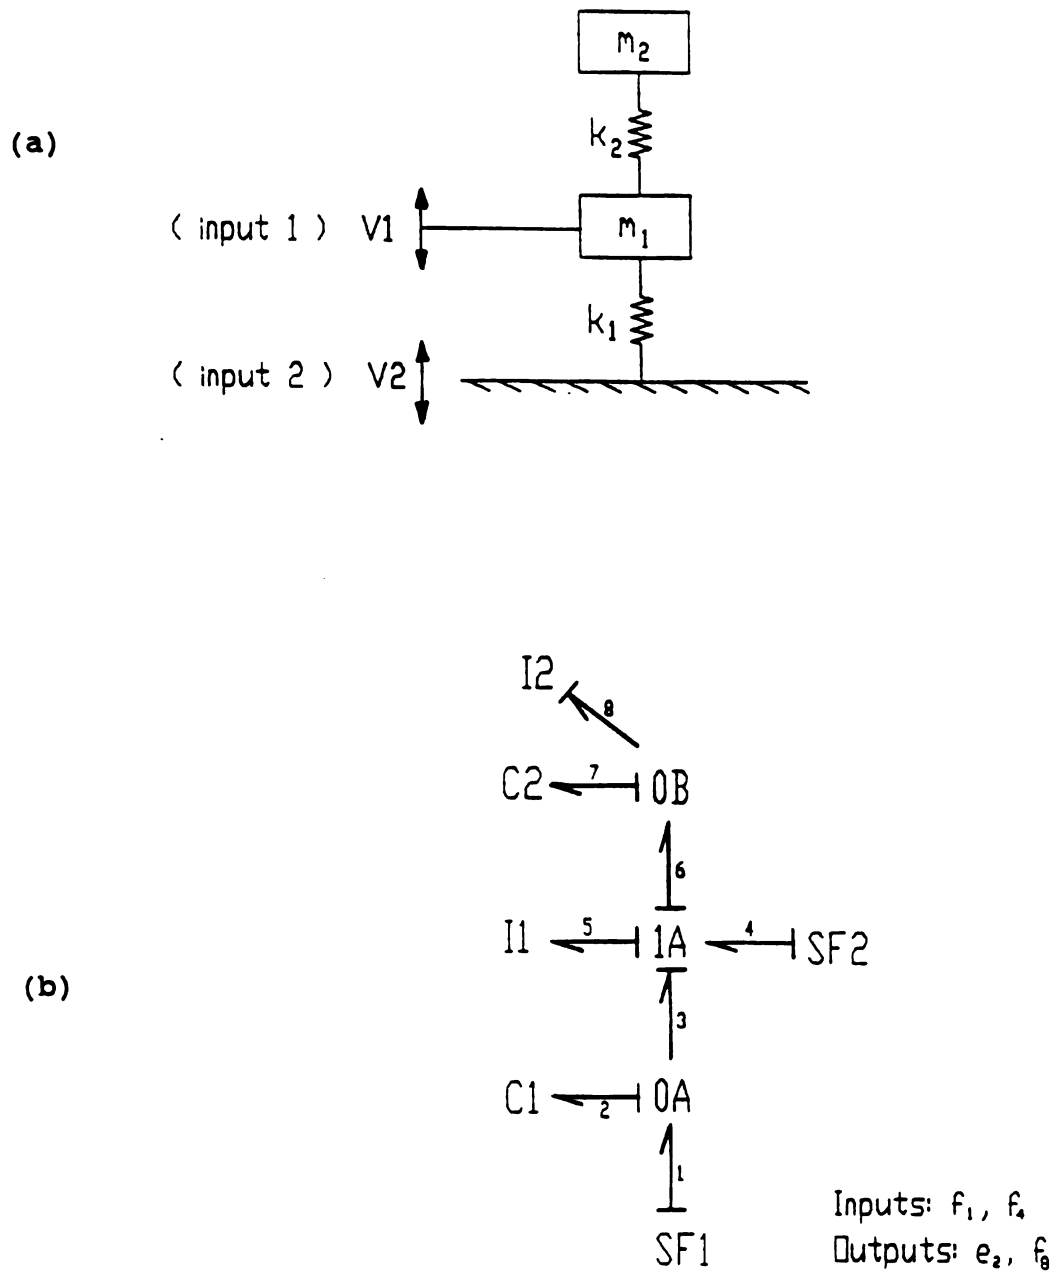 m₂
(a)
k₂
( input 1 ) V1
m₁
k₁
( input 2 ) V2
I2
8
C2
7
0B
6
I1
5
1A
4
SF2
(b)
3
C1
2
0A
1
Inputs: f₁, f₄
SF1
Outputs: e₂, f₈